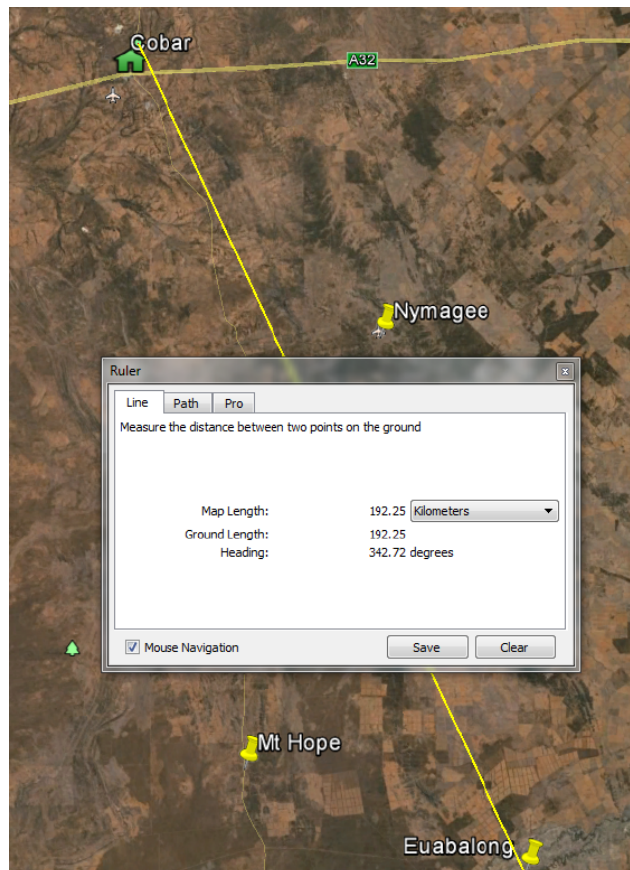 Cobar
A32
Nymagee
Ruler
Line Path Pro
Measure the distance between two points on the ground
Map Length: 192.25 Kilometers
Ground Length: 192.25
Heading: 342.72 degrees
Mouse Navigation Save Clear
Mt Hope
Euabalong